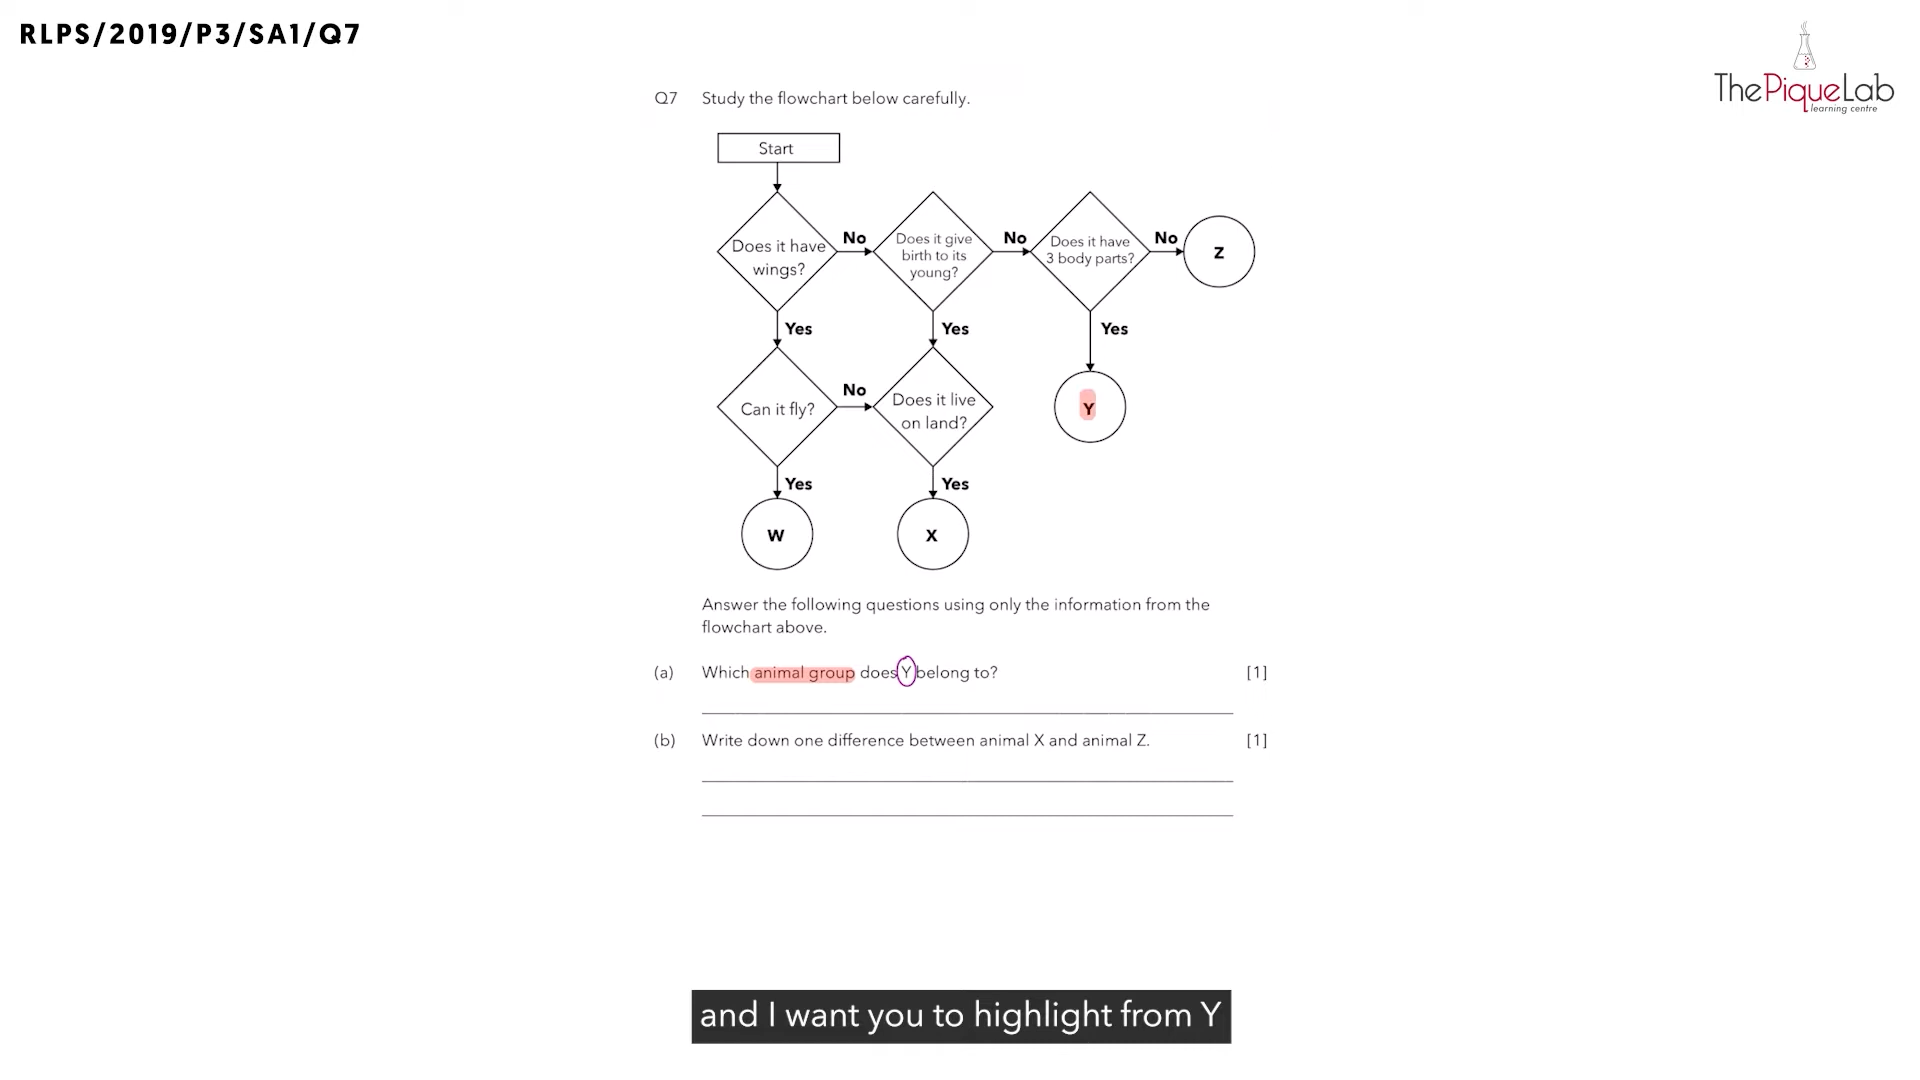 RLPS/2019/P3/SA1/Q7
ThePiqueLab
learning centre
Q7 Study the flowchart below carefully.
Start
Does it have
wings?
No
Does it give
birth to its
young?
No
Does it have
3 body parts?
No
Z
Yes
Yes
Yes
Can it fly?
No
Does it live
on land?
Y
Yes
Yes
W
X
Answer the following questions using only the information from the
flowchart above.
(a) Which animal group does Y belong to? [1]
(b) Write down one difference between animal X and animal Z. [1]
and I want you to highlight from Y